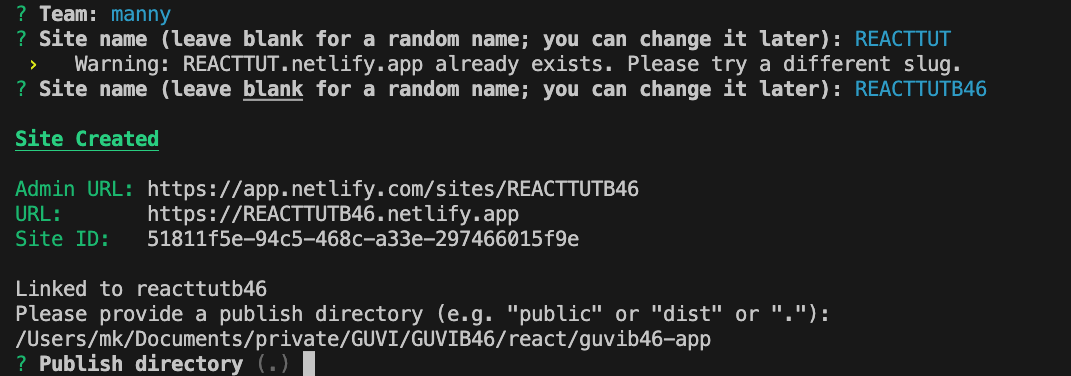 ? Team: manny
? Site name (leave blank for a random name; you can change it later): REACTTUT
› Warning: REACTTUT.netlify.app already exists. Please try a different slug.
? Site name (leave blank for a random name; you can change it later): REACTTUTB46
Site Created
Admin URL: https://app.netlify.com/sites/REACTTUTB46
URL: https://REACTTUTB46.netlify.app
Site ID: 51811f5e-94c5-468c-a33e-297466015f9e
Linked to reacttutb46
Please provide a publish directory (e.g. "public" or "dist" or "."):
/Users/mk/Documents/private/GUVI/GUVIB46/react/guvib46-app
? Publish directory (.)